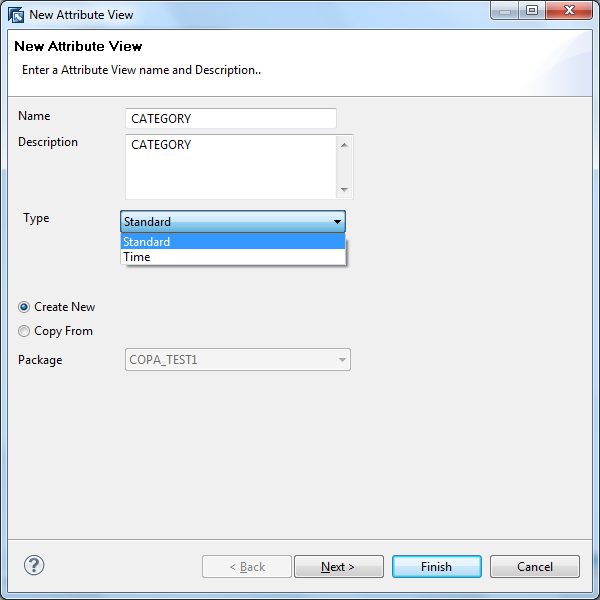 New Attribute View
New Attribute View
Enter a Attribute View name and Description..
Name
CATEGORY
Description
CATEGORY
Type
Standard
Standard
Time
Create New
Copy From
Package
COPA_TEST1
?
< Back
Next >
Finish
Cancel